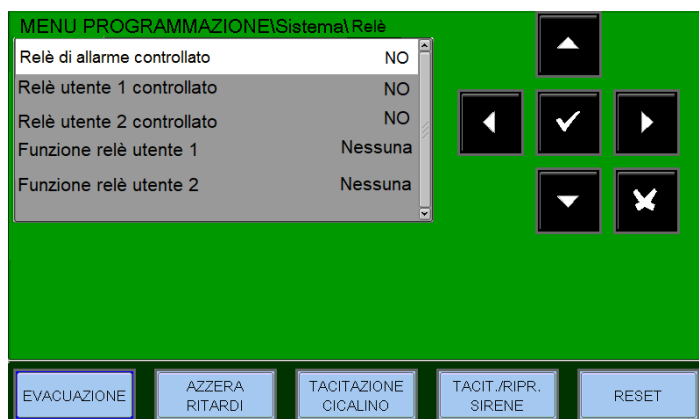 MENU PROGRAMMAZIONE\Sistema\ Relè
Relè di allarme controllato NO
Relè utente 1 controllato NO
Relè utente 2 controllato NO
Funzione relè utente 1 Nessuna
Funzione relè utente 2 Nessuna
EVACUAZIONE
AZZERA
RITARDI
TACITAZIONE
CICALINO
TACIT./RIPR.
SIRENE
RESET